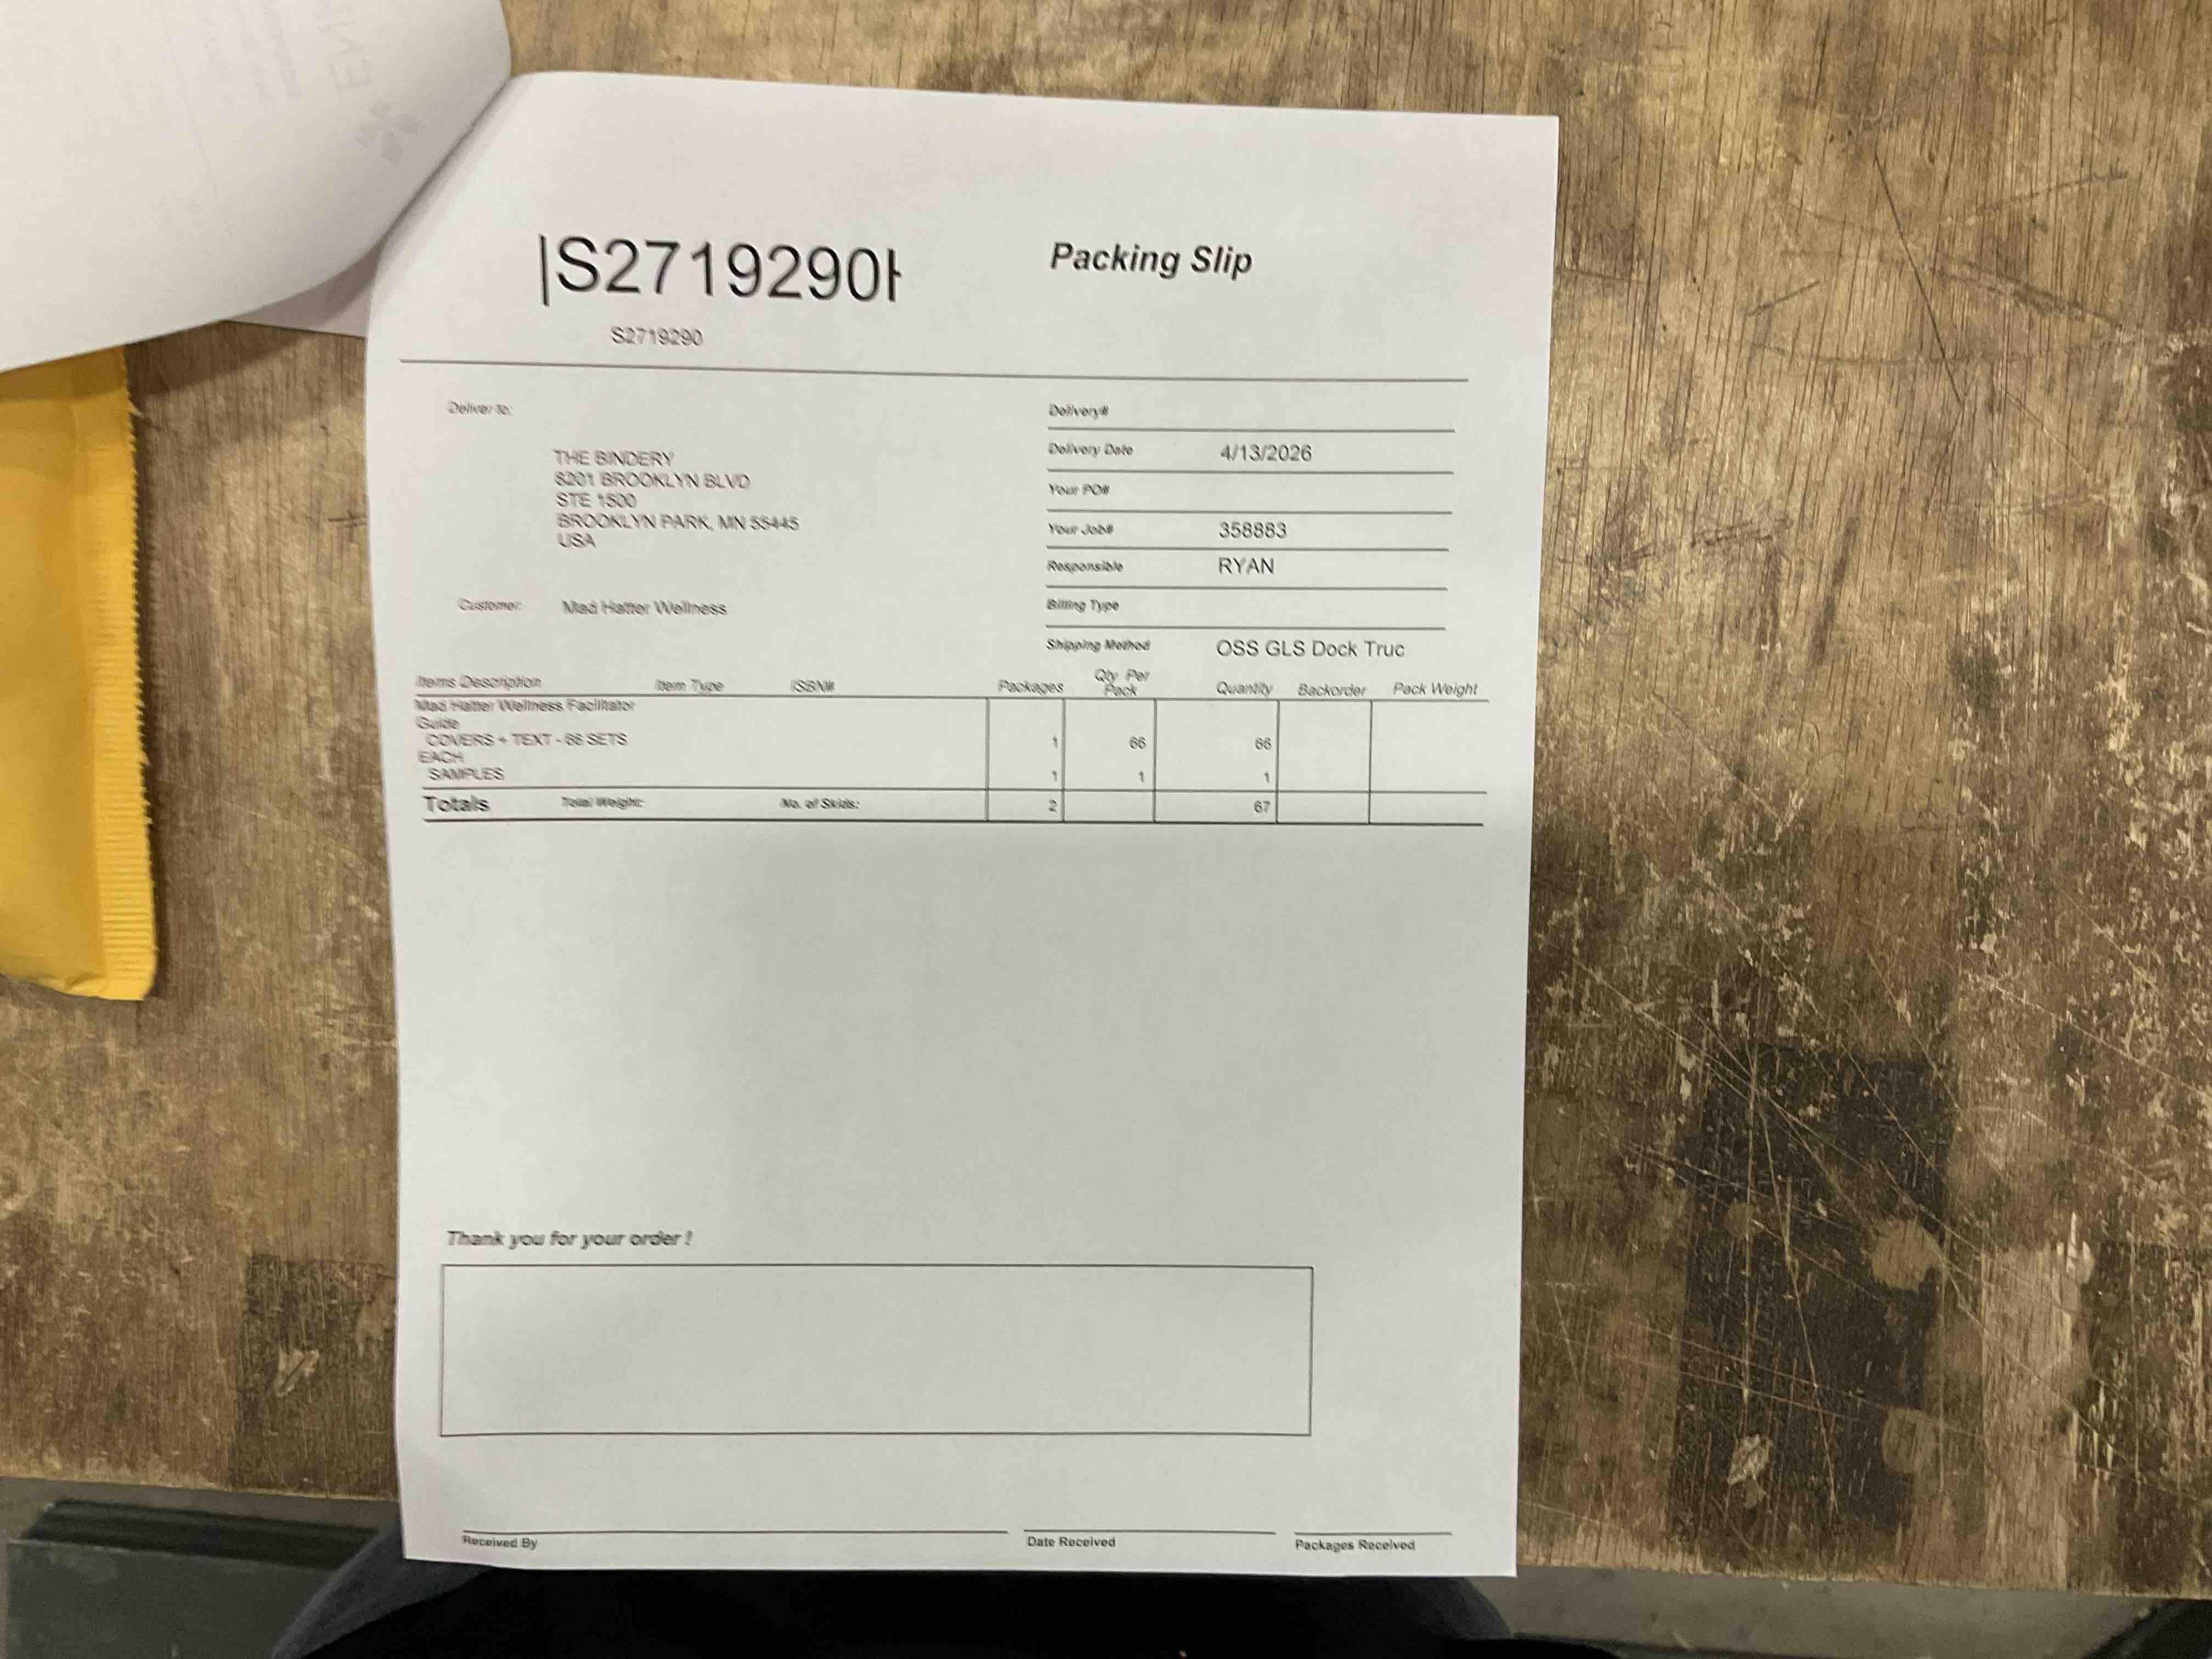 |S2719290|-
Packing Slip
S2719290
Deliver to:
THE BINDERY
8201 BROOKLYN BLVD
STE 1500
BROOKLYN PARK, MN 55445
USA
Customer: Mad Hatter Wellness
Delivery#
Delivery Date 4/13/2026
Your PO#
Your Job# 358883
Responsible RYAN
Billing Type
Shipping Method OSS GLS Dock Truc
Items Description Item Type ISBN# Packages Qty Per Pack Quantity Backorder Pack Weight
Mad Hatter Wellness Facilitator
Guide
COVERS + TEXT - 66 SETS 1 66 66
EACH
SAMPLES 1 1 1
Totals Total Weight: No. of Skids: 2 67
Thank you for your order !
Received By Date Received Packages Received